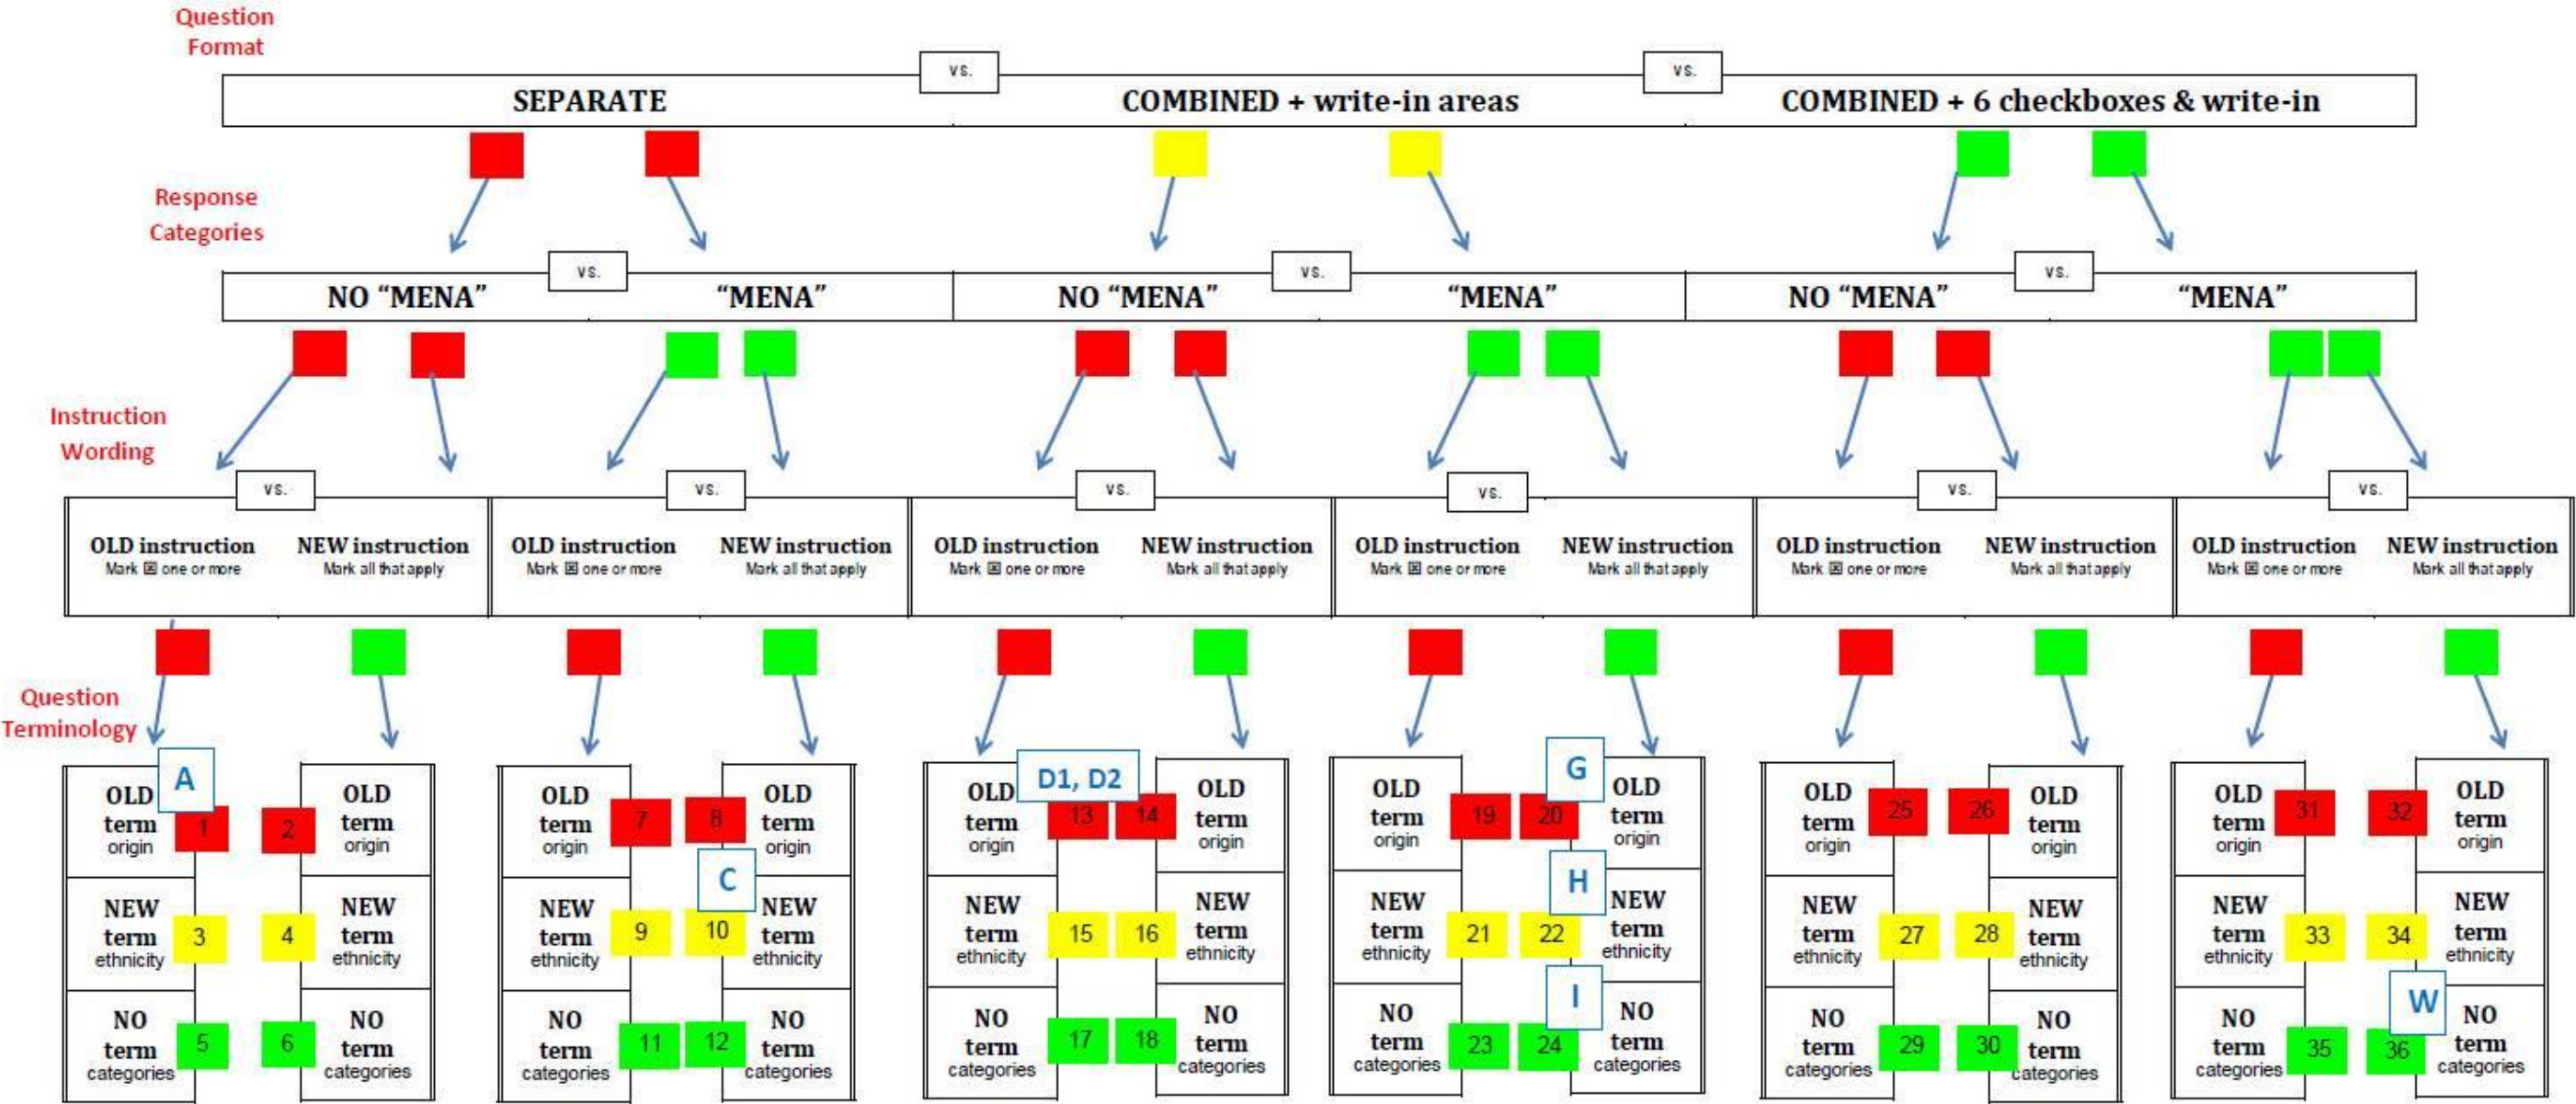 Question
Format
vs.
vs.
SEPARATE
COMBINED + write-in areas
COMBINED + 6 checkboxes & write-in
Response
Categories
vs.
vs.
vs.
NO “MENA”
“MENA”
NO “MENA”
“MENA”
NO “MENA”
“MENA”
Instruction
Wording
vs.
vs.
vs.
vs.
vs.
vs.
OLD instruction
Mark ☒ one or more
NEW instruction
Mark all that apply
OLD instruction
Mark ☒ one or more
NEW instruction
Mark all that apply
OLD instruction
Mark ☒ one or more
NEW instruction
Mark all that apply
OLD instruction
Mark ☒ one or more
NEW instruction
Mark all that apply
OLD instruction
Mark ☒ one or more
NEW instruction
Mark all that apply
OLD instruction
Mark ☒ one or more
NEW instruction
Mark all that apply
Question
Terminology
OLD
term
origin
A
1
2
OLD
term
origin
NEW
term
ethnicity
3
4
NEW
term
ethnicity
NO
term
categories
5
6
NO
term
categories
OLD
term
origin
7
8
OLD
term
origin
C
NEW
term
ethnicity
9
10
NEW
term
ethnicity
NO
term
categories
11
12
NO
term
categories
OLD
term
origin
D1, D2
13
14
OLD
term
origin
NEW
term
ethnicity
15
16
NEW
term
ethnicity
NO
term
categories
17
18
NO
term
categories
OLD
term
origin
19
20
G
OLD
term
origin
NEW
term
ethnicity
21
22
H
NEW
term
ethnicity
NO
term
categories
23
24
I
NO
term
categories
OLD
term
origin
25
26
OLD
term
origin
NEW
term
ethnicity
27
28
NEW
term
ethnicity
NO
term
categories
29
30
NO
term
categories
OLD
term
origin
31
32
OLD
term
origin
NEW
term
ethnicity
33
34
NEW
term
ethnicity
NO
term
categories
35
36
W
NO
term
categories